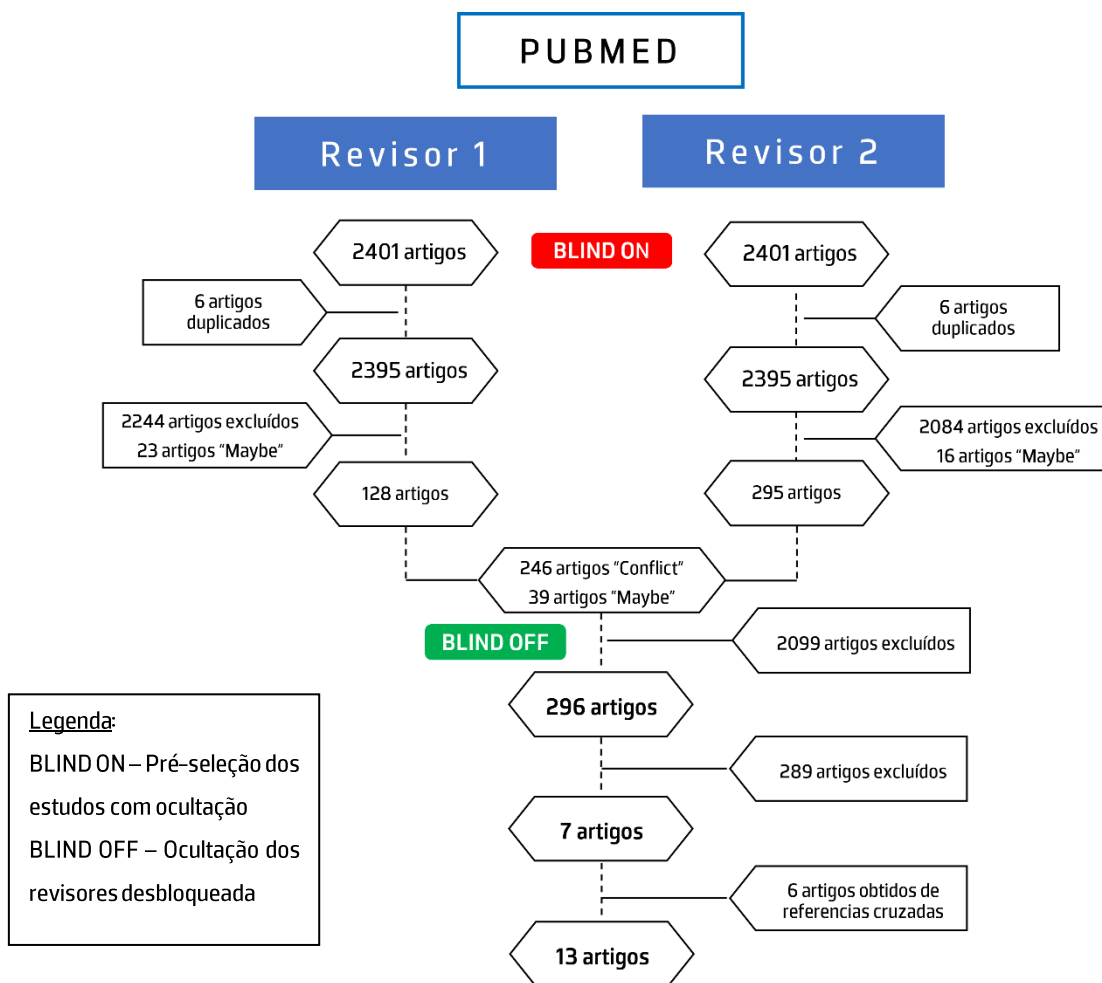 PUBMED
Revisor 1
Revisor 2
2401 artigos
BLIND ON
2401 artigos
6 artigos
duplicados
6 artigos
duplicados
2395 artigos
2395 artigos
2244 artigos excluídos
23 artigos "Maybe"
2084 artigos excluídos
16 artigos "Maybe"
128 artigos
295 artigos
246 artigos "Conflict"
39 artigos "Maybe"
BLIND OFF
2099 artigos excluídos
296 artigos
289 artigos excluídos
7 artigos
6 artigos obtidos de
referencias cruzadas
13 artigos
Legenda:
BLIND ON – Pré-seleção dos
estudos com ocultação
BLIND OFF – Ocultação dos
revisores desbloqueada